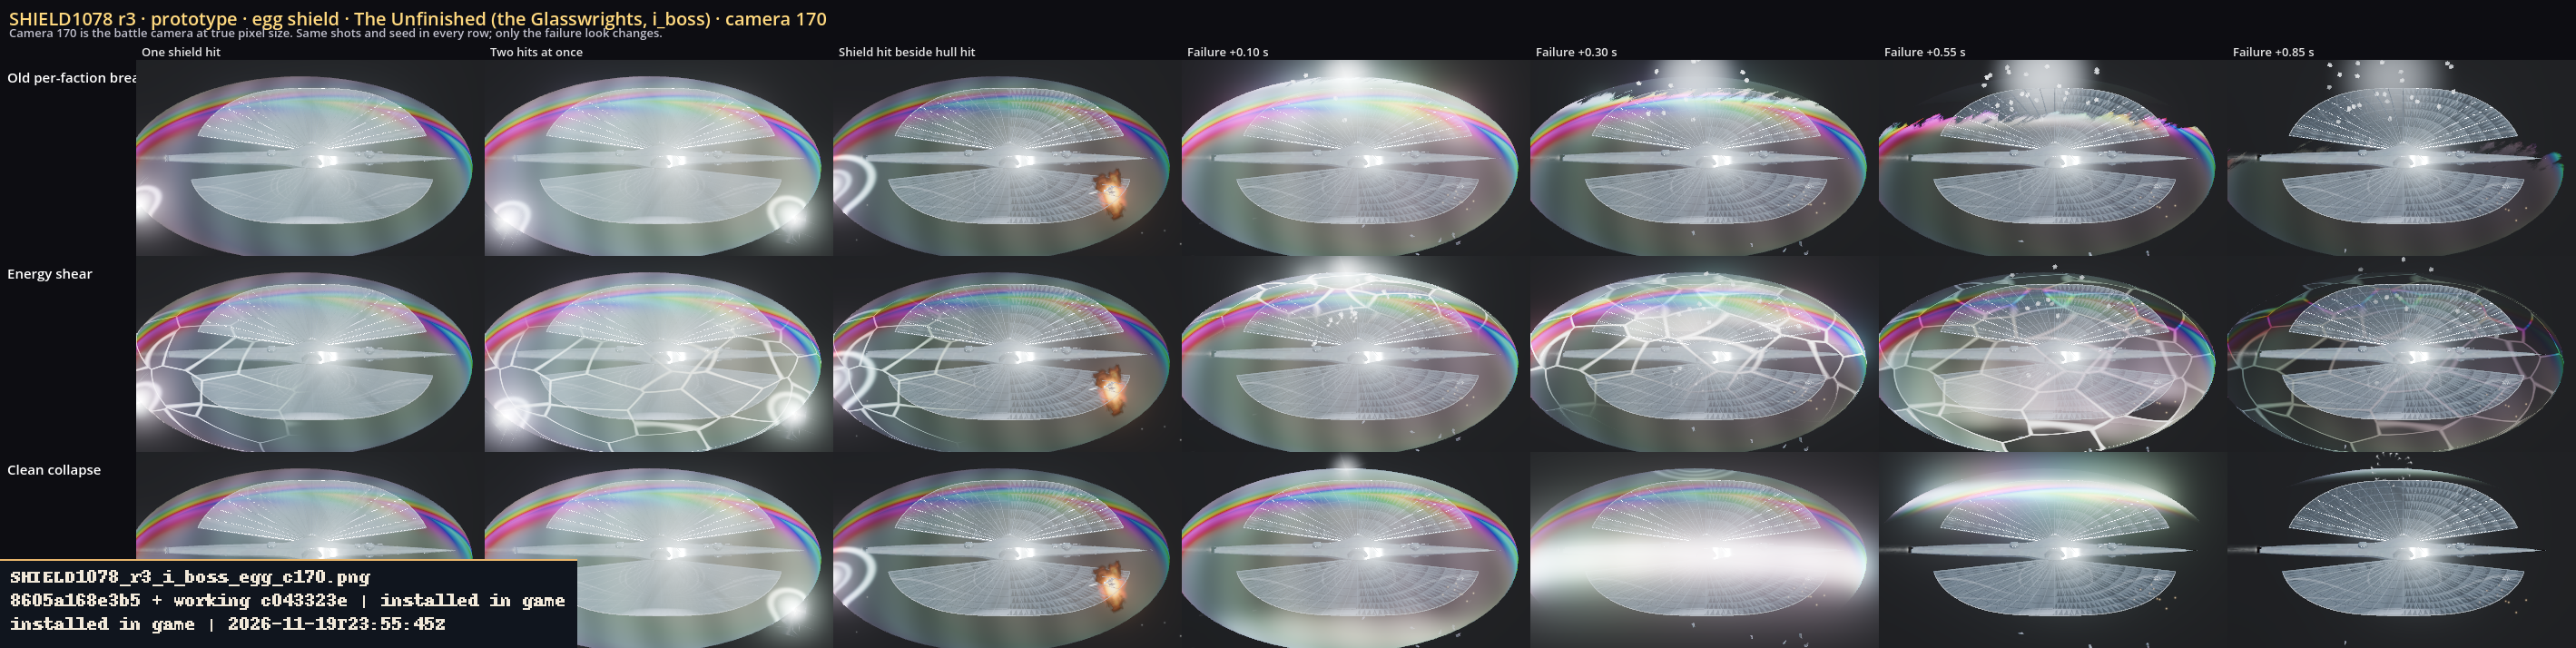 SHIELD1078 r3 · prototype · egg shield · The Unfinished (the Glasswrights, i_boss) · camera 170
Camera 170 is the battle camera at true pixel size. Same shots and seed in every row; only the failure look changes.
One shield hit
Two hits at once
Shield hit beside hull hit
Failure +0.10 s
Failure +0.30 s
Failure +0.55 s
Failure +0.85 s
Old per-faction brea
Energy shear
Clean collapse
SHIELD1078_r3_i_boss_egg_c170.png
8605a168e3b5 + working c043323e | installed in game
installed in game | 2026-11-19T23:55:45Z